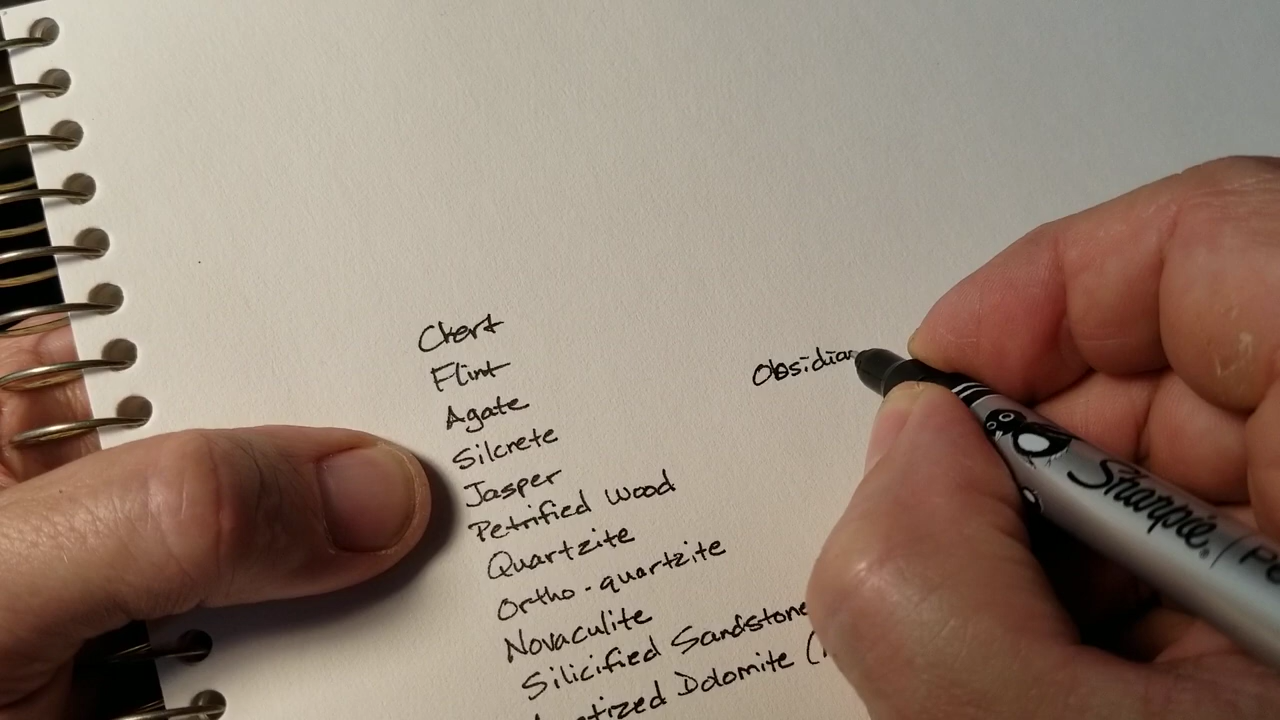 Chert
Flint
Agate
Silcrete
Jasper
Petrified Wood
Quartzite
Ortho-quartzite
Novaculite
Silicified Sandstone
Dolomite (
Obsidian
Sharpie.